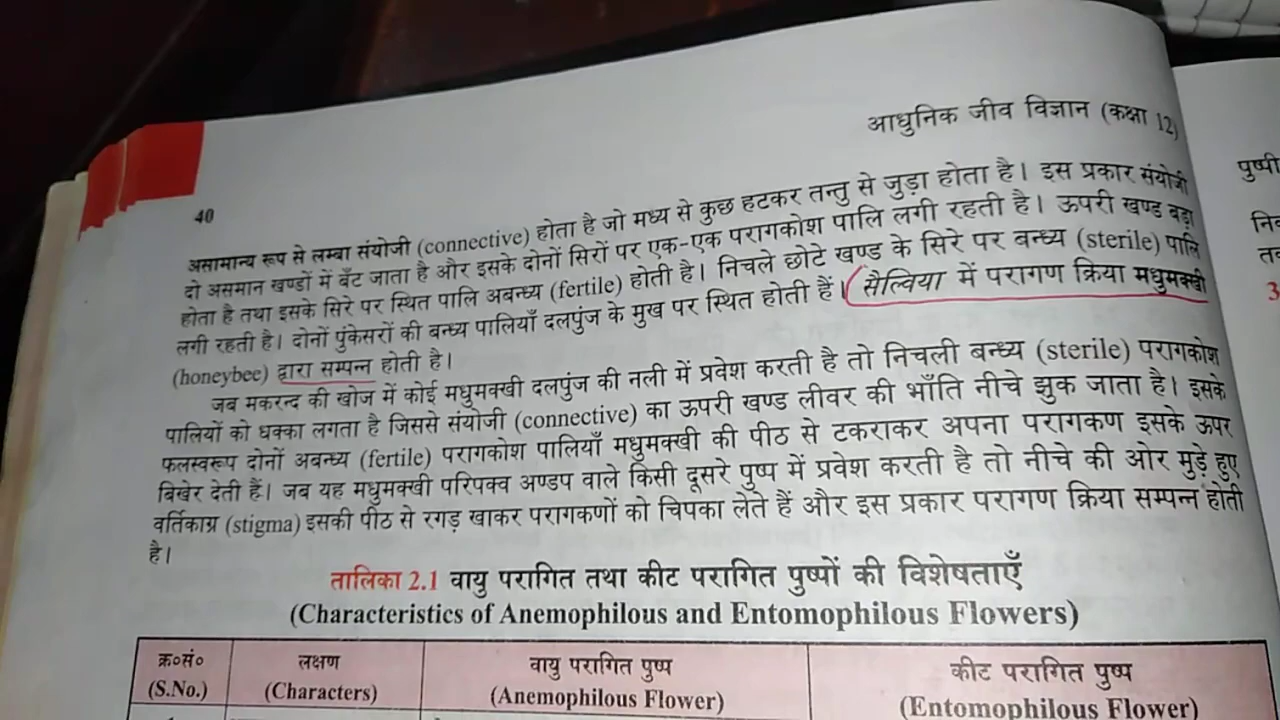 आधुनिक जीव विज्ञान (कक्षा 12)
40
असामान्य रूप से लम्बा संयोजी (connective) होता है जो मध्य से कुछ हटकर तन्तु से जुड़ा होता है। इस प्रकार संयोजी
दो असमान खण्डों में बँट जाता है और इसके दोनों सिरों पर एक-एक परागकोश पालि लगी रहती है। ऊपरी खण्ड बड़ा
होता है तथा इसके सिरे पर स्थित पालि अबन्ध्य (fertile) होती है। निचले छोटे खण्ड के सिरे पर बन्ध्य (sterile) पालि
लगी रहती है। दोनों पुंकेसरों की बन्ध्य पालियाँ दलपुंज के मुख पर स्थित होती हैं। सैल्विया में परागण क्रिया मधुमक्खी
(honeybee) द्वारा सम्पन्न होती है।
जब मकरन्द की खोज में कोई मधुमक्खी दलपुंज की नली में प्रवेश करती है तो निचली बन्ध्य (sterile) परागकोश
पालियों को धक्का लगता है जिससे संयोजी (connective) का ऊपरी खण्ड लीवर की भाँति नीचे झुक जाता है। इसके
फलस्वरूप दोनों अबन्ध्य (fertile) परागकोश पालियाँ मधुमक्खी की पीठ से टकराकर अपना परागकण इसके ऊपर
बिखेर देती हैं। जब यह मधुमक्खी परिपक्व अण्डप वाले किसी दूसरे पुष्प में प्रवेश करती है तो नीचे की ओर मुड़े हुए
वर्तिकाग्र (stigma) इसकी पीठ से रगड़ खाकर परागकणों को चिपका लेते हैं और इस प्रकार परागण क्रिया सम्पन्न होती
है।
तालिका 2.1 वायु परागित तथा कीट परागित पुष्पों की विशेषताएँ
(Characteristics of Anemophilous and Entomophilous Flowers)
क्र०सं० लक्षण वायु परागित पुष्प कीट परागित पुष्प
(S.No.) (Characters) (Anemophilous Flower) (Entomophilous Flower)
पुष्पी
3